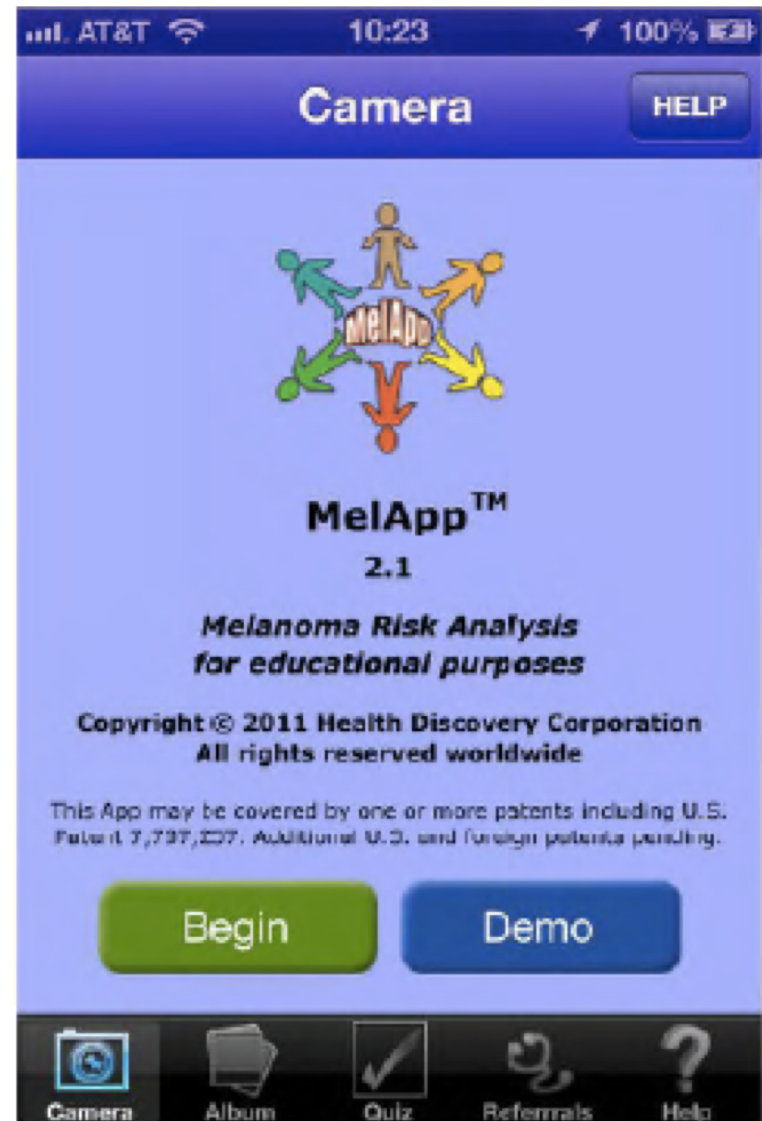 AT&T 10:23 100%
Camera HELP
MelApp
MelApp™
2.1
Melanoma Risk Analysis
for educational purposes
Copyright © 2011 Health Discovery Corporation
All rights reserved worldwide
This App may be covered by one or more patents including U.S.
Patent Additional U.S. and foreign patents pending.
Begin Demo
Camera Album Quiz Referrals Help